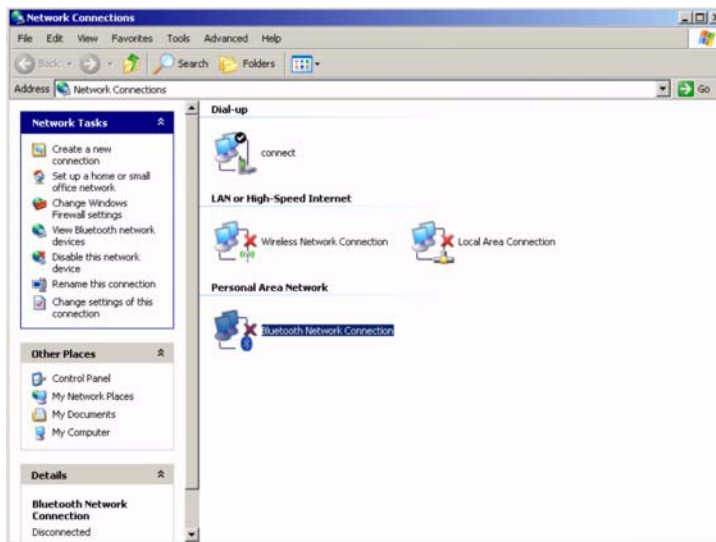 Network Connections
File Edit View Favorites Tools Advanced Help
Back Search Folders
Address Network Connections Go
Network Tasks
Create a new
connection
Set up a home or small
office network
Change Windows
Firewall settings
View Bluetooth network
devices
Disable this network
device
Rename this connection
Change settings of this
connection
Other Places
Control Panel
My Network Places
My Documents
My Computer
Details
Bluetooth Network
Connection
Disconnected
Dial-up
connect
LAN or High-Speed Internet
Wireless Network Connection
Local Area Connection
Personal Area Network
Bluetooth Network Connection